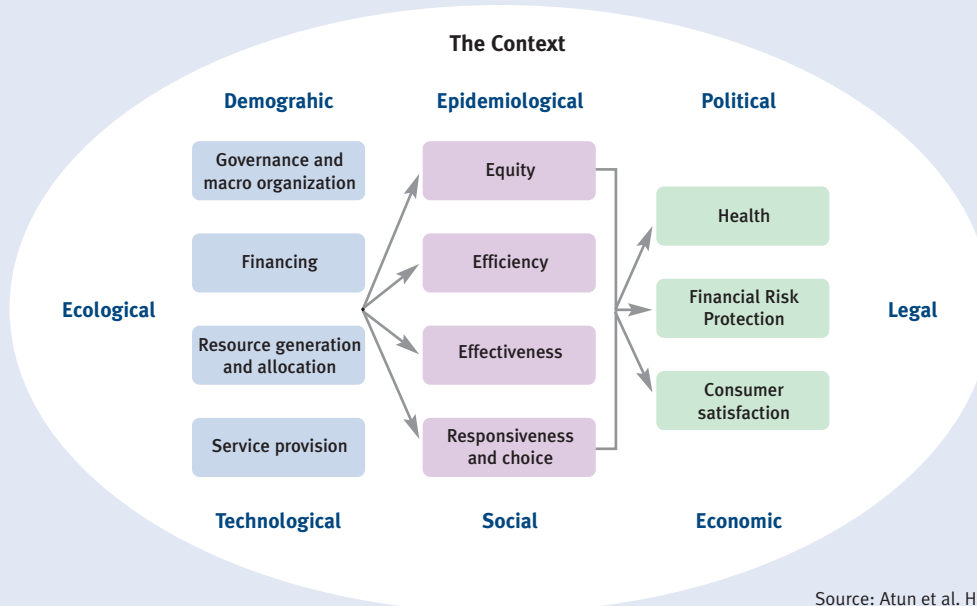 The Context
Demograhic
Epidemiological
Political
Governance and
macro organization
Equity
Health
Financing
Efficiency
Ecological
Financial Risk
Protection
Legal
Resource generation
and allocation
Effectiveness
Consumer
satisfaction
Service provision
Responsiveness
and choice
Technological
Social
Economic
Source: Atun et al. H